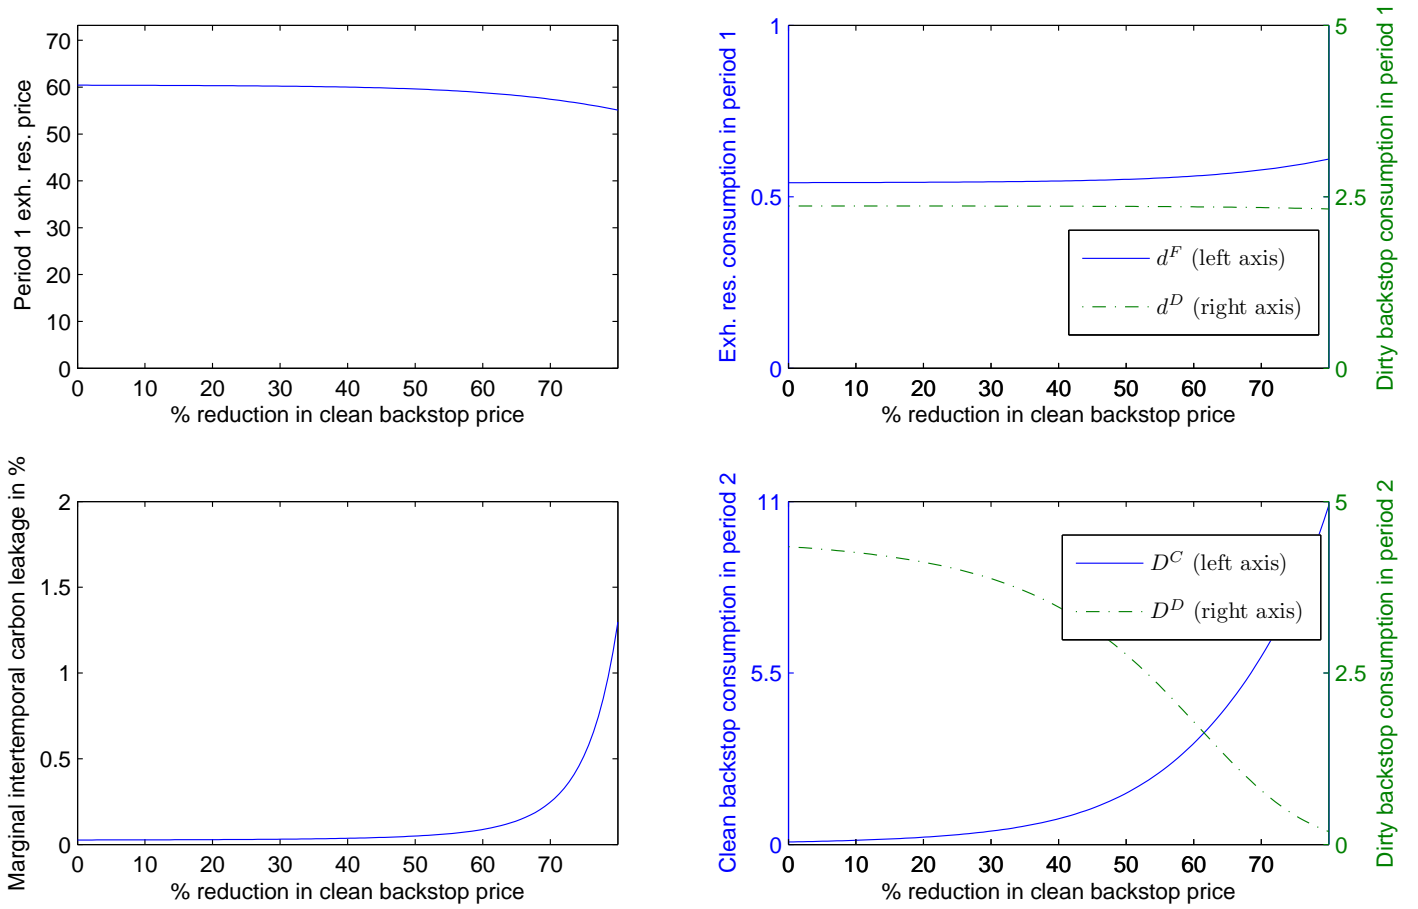 Period 1 exh. res. price
70
60
50
40
30
20
10
0
0 10 20 30 40 50 60 70
% reduction in clean backstop price
Exh. res. consumption in period 1
1
0.5
0
Dirty backstop consumption in period 1
5
2.5
0
d^F (left axis)
d^D (right axis)
0 10 20 30 40 50 60 70
% reduction in clean backstop price
Marginal intertemporal carbon leakage in %
2
1.5
1
0.5
0
0 10 20 30 40 50 60 70
% reduction in clean backstop price
Clean backstop consumption in period 2
11
5.5
0
Dirty backstop consumption in period 2
5
2.5
0
D^C (left axis)
D^D (right axis)
0 10 20 30 40 50 60 70
% reduction in clean backstop price